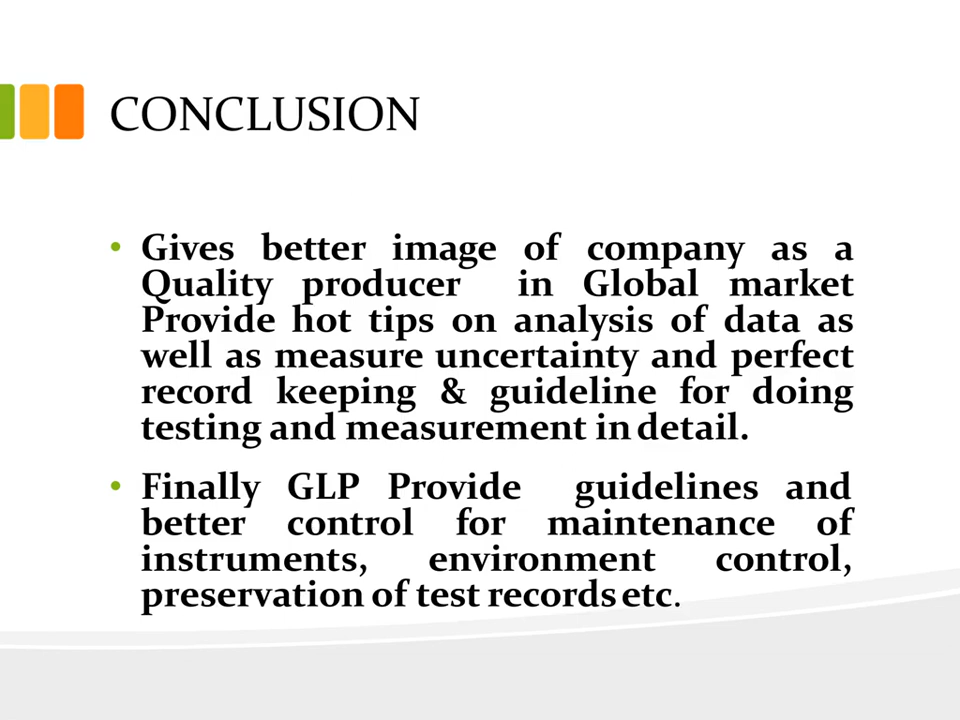 CONCLUSION
• Gives better image of company as a
Quality producer in Global market
Provide hot tips on analysis of data as
well as measure uncertainty and perfect
record keeping & guideline for doing
testing and measurement in detail.
• Finally GLP Provide guidelines and
better control for maintenance of
instruments, environment control,
preservation of test records etc.